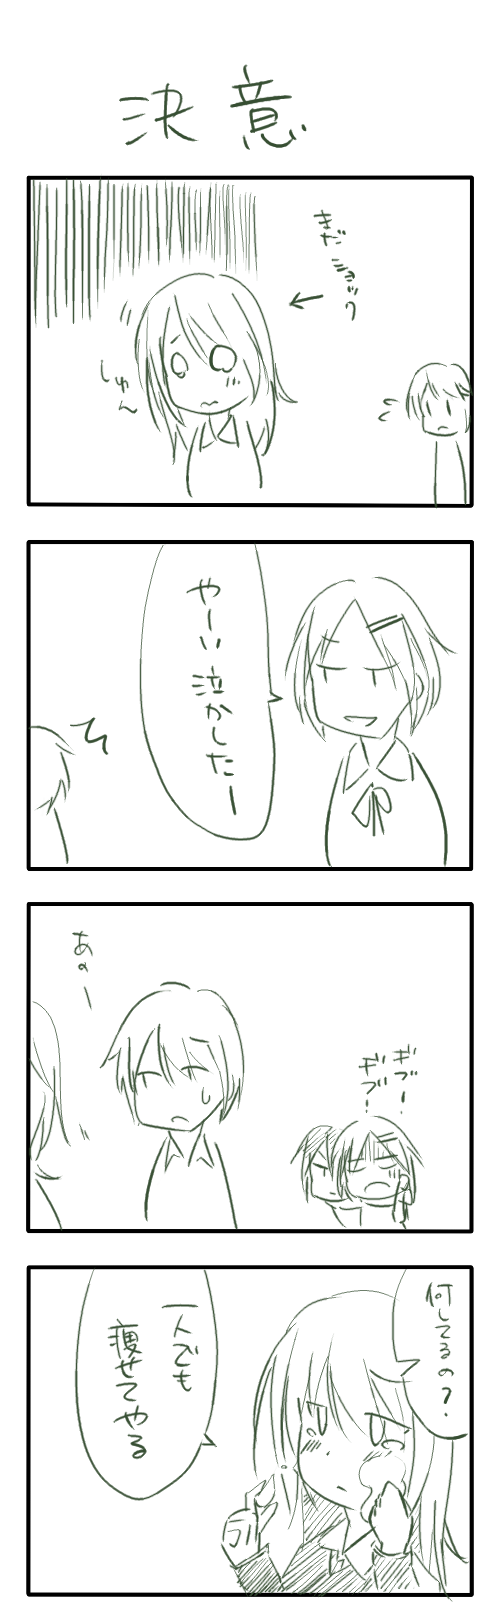 決意
まだ
ショック
しゅん
やーい
泣かしたー
あのー
ギブ!
ギブ!
何してるの?
一人でも
痩せてやる